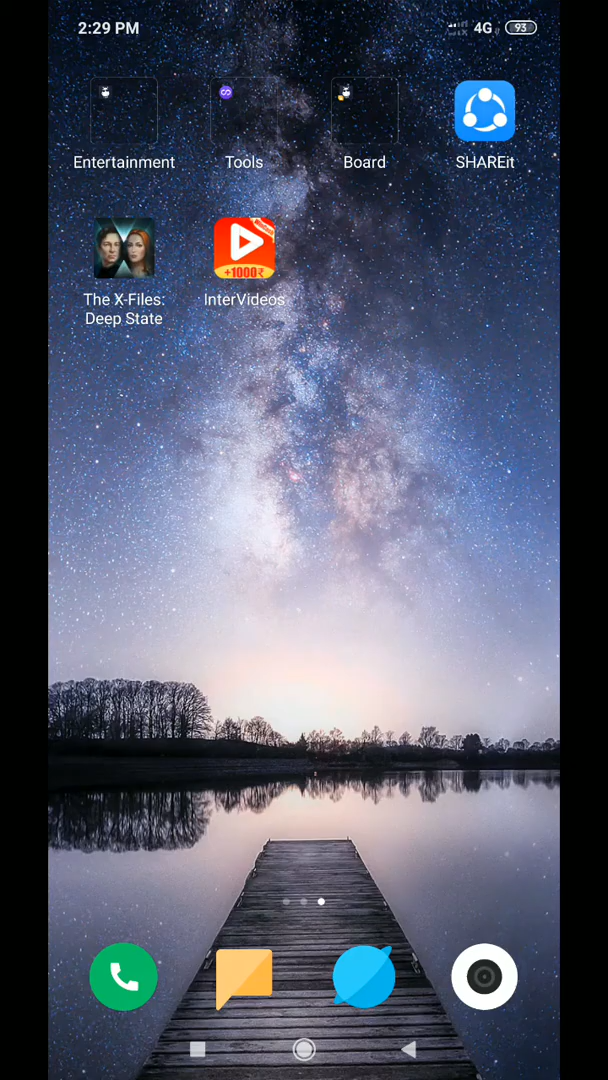 2:29 PM
4G
93
Entertainment
Tools
Board
SHAREit
+1000₹
The X-Files:
Deep State
InterVideos